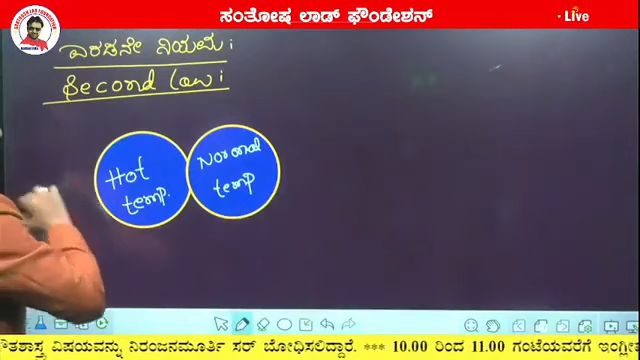 ಸಂತೋಷ ಲಾಡ್ ಫೌಂಡೇಶನ್
Live
ಎರಡನೇ ನಿಯಮ :
Second law :
Hot
temp.
Normal
temp
ೌತಶಾಸ್ತ್ರ ವಿಷಯವನ್ನು ನಿರಂಜನಮೂರ್ತಿ ಸರ್ ಬೋಧಿಸಲಿದ್ದಾರೆ. *** 10.00 ರಿಂದ 11.00 ಗಂಟೆಯವರೆಗೆ